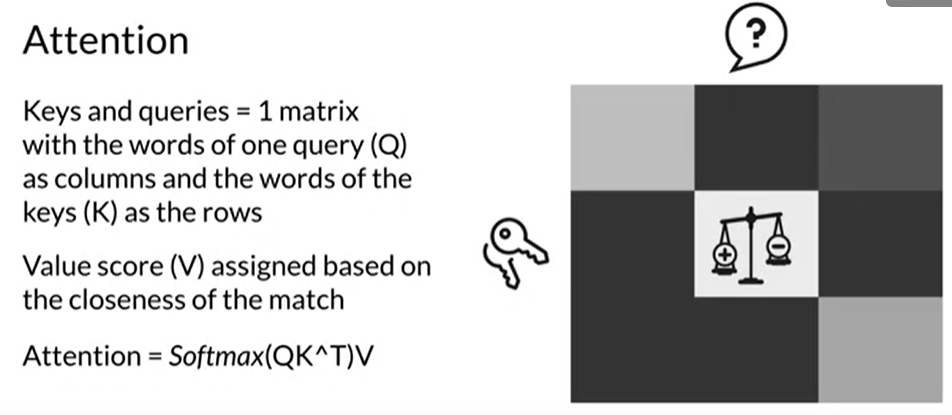 Attention
?
Keys and queries = 1 matrix
with the words of one query (Q)
as columns and the words of the
keys (K) as the rows
Value score (V) assigned based on
the closeness of the match
Attention = Softmax(QK^T)V
+ −